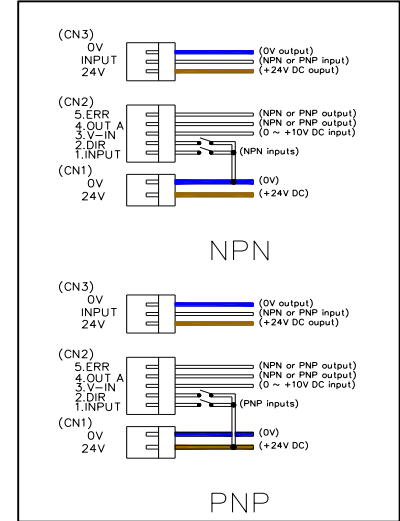 (CN3)
0V (0V output)
INPUT (NPN or PNP input)
24V (+24V DC ouput)
(CN2)
5.ERR (NPN or PNP output)
4.OUT A (NPN or PNP output)
3.V-IN (0 ~ +10V DC input)
2.DIR
1.INPUT (NPN inputs)
(CN1)
0V (0V)
24V (+24V DC)
NPN
(CN3)
0V (0V output)
INPUT (NPN or PNP input)
24V (+24V DC ouput)
(CN2)
5.ERR (NPN or PNP output)
4.OUT A (NPN or PNP output)
3.V-IN (0 ~ +10V DC input)
2.DIR
1.INPUT (PNP inputs)
(CN1)
0V (0V)
24V (+24V DC)
PNP